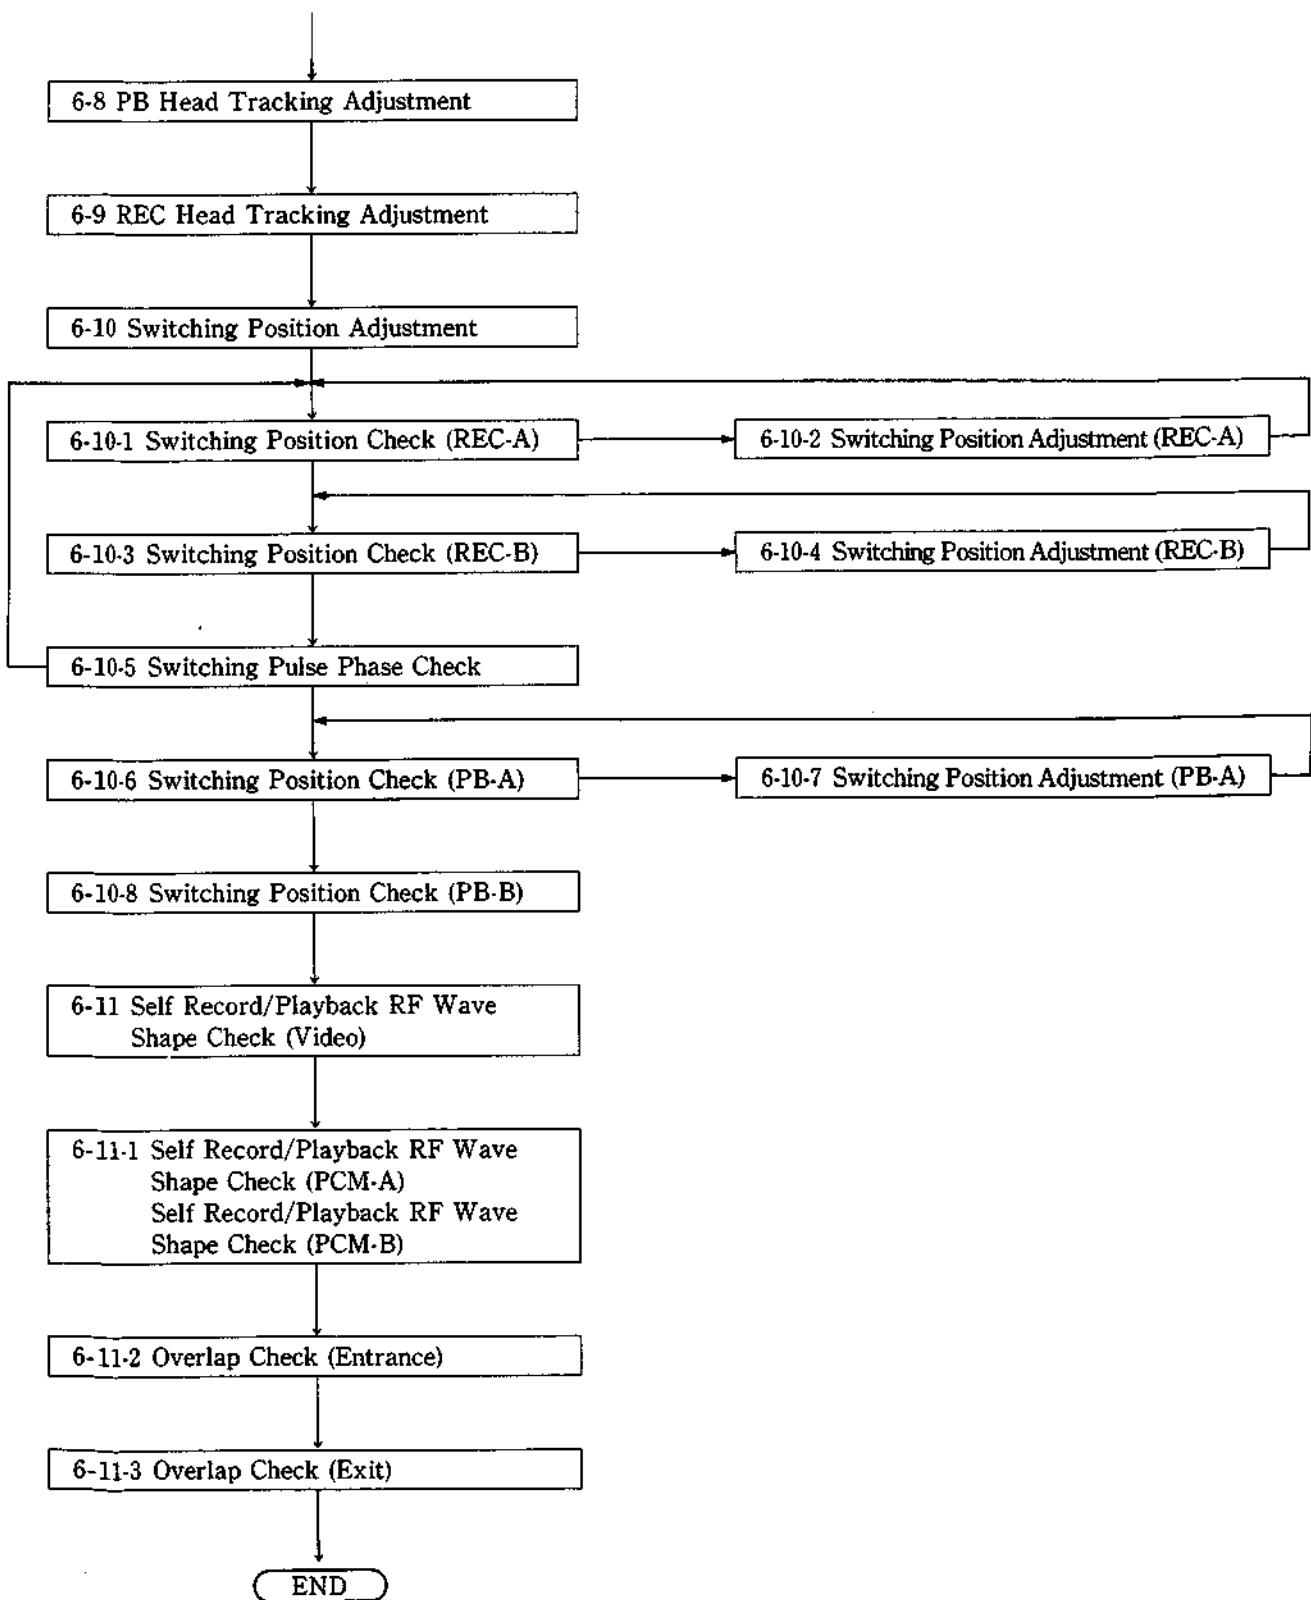 6-8 PB Head Tracking Adjustment
6-9 REC Head Tracking Adjustment
6-10 Switching Position Adjustment
6-10-1 Switching Position Check (REC-A)
6-10-2 Switching Position Adjustment (REC-A)
6-10-3 Switching Position Check (REC-B)
6-10-4 Switching Position Adjustment (REC-B)
6-10-5 Switching Pulse Phase Check
6-10-6 Switching Position Check (PB-A)
6-10-7 Switching Position Adjustment (PB-A)
6-10-8 Switching Position Check (PB-B)
6-11 Self Record/Playback RF Wave
Shape Check (Video)
6-11-1 Self Record/Playback RF Wave
Shape Check (PCM-A)
Self Record/Playback RF Wave
Shape Check (PCM-B)
6-11-2 Overlap Check (Entrance)
6-11-3 Overlap Check (Exit)
END